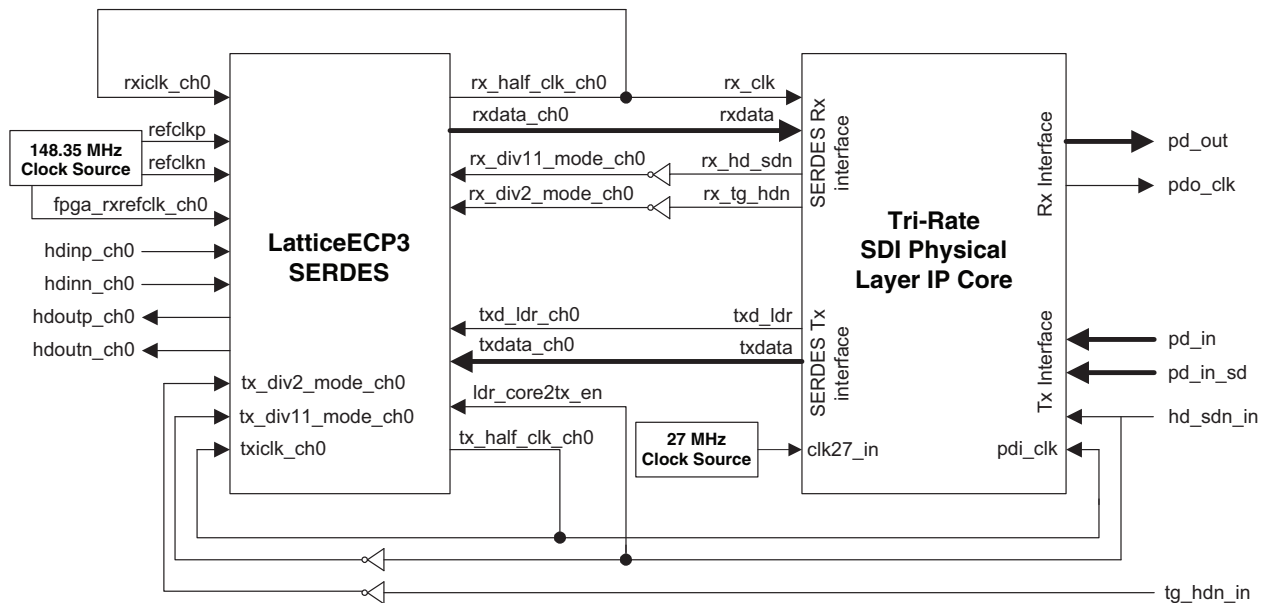 rxiclk_ch0
rx_half_clk_ch0
rx_clk
rxdata_ch0
rxdata
refclkp
148.35 MHz
Clock Source
refclkn
rx_div11_mode_ch0
rx_hd_sdn
SERDES Rx
interface
Rx Interface
pd_out
pdo_clk
fpga_rxrefclk_ch0
rx_div2_mode_ch0
rx_tg_hdn
hdinp_ch0
hdinn_ch0
LatticeECP3
SERDES
Tri-Rate
SDI Physical
Layer IP Core
hdoutp_ch0
hdoutn_ch0
txd_ldr_ch0
txd_ldr
txdata_ch0
txdata
SERDES Tx
interface
Tx Interface
pd_in
pd_in_sd
tx_div2_mode_ch0
ldr_core2tx_en
tx_div11_mode_ch0
hd_sdn_in
txiclk_ch0
tx_half_clk_ch0
27 MHz
Clock Source
clk27_in
pdi_clk
tg_hdn_in